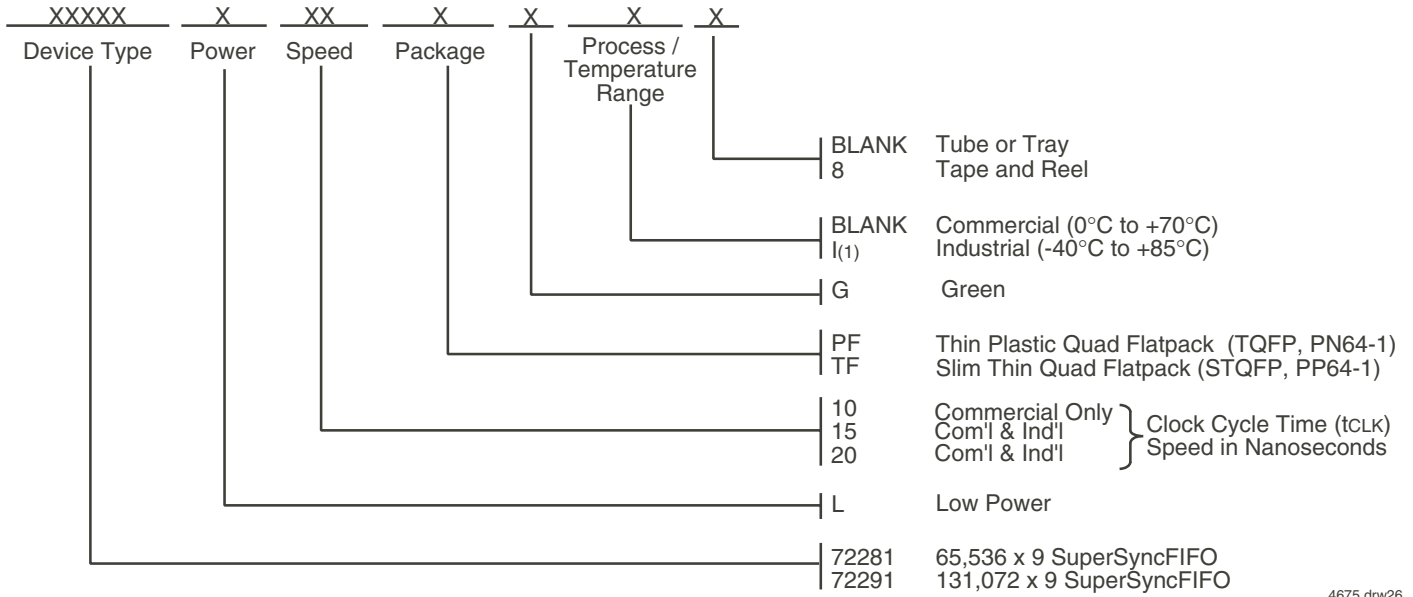 XXXXX X XX X X X X
Device Type Power Speed Package Process /
Temperature
Range
BLANK Tube or Tray
8 Tape and Reel
BLANK Commercial (0°C to +70°C)
I(1) Industrial (-40°C to +85°C)
G Green
PF Thin Plastic Quad Flatpack (TQFP, PN64-1)
TF Slim Thin Quad Flatpack (STQFP, PP64-1)
10 Commercial Only
15 Com'l & Ind'l Clock Cycle Time (tCLK)
20 Com'l & Ind'l Speed in Nanoseconds
L Low Power
72281 65,536 x 9 SuperSyncFIFO
72291 131,072 x 9 SuperSyncFIFO
4675 drw26